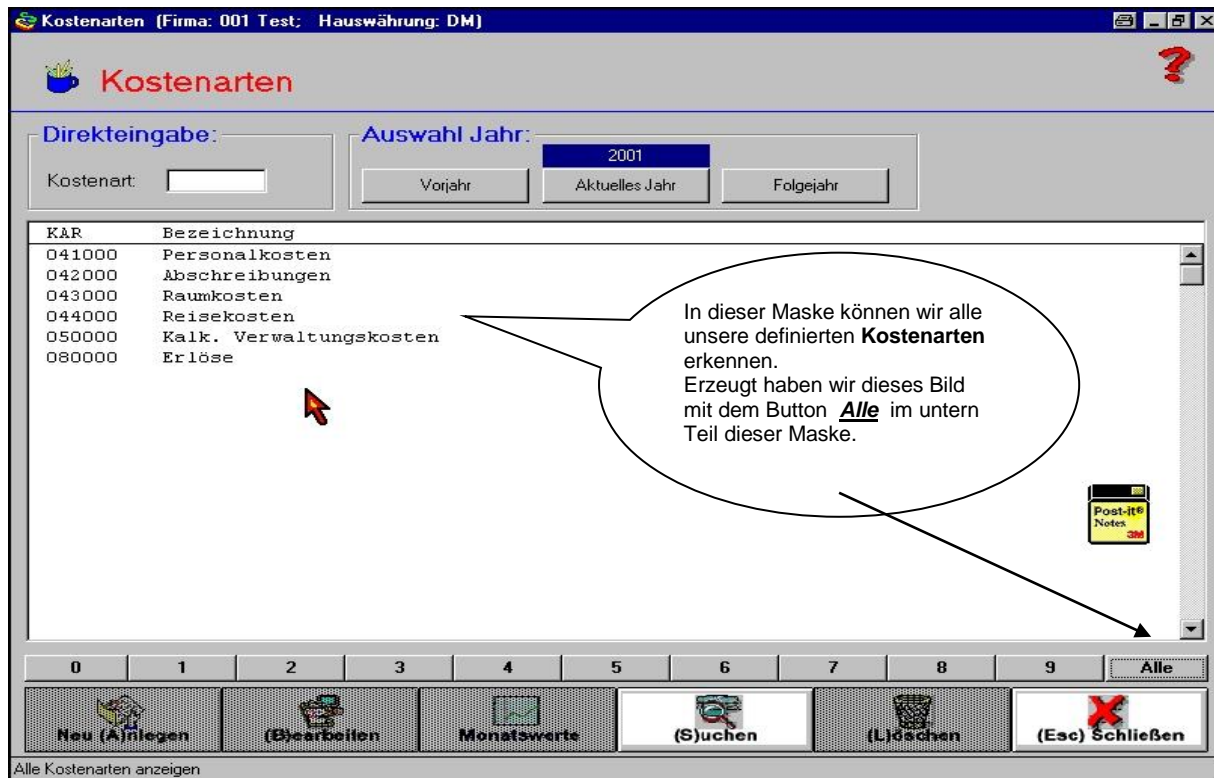 Kostenarten (Firma: 001 Test; Hauswährung: DM)
Kostenarten
Direkteingabe:
Kostenart:
Auswahl Jahr:
2001
Vorjahr Aktuelles Jahr Folgejahr
KAR Bezeichnung
041000 Personalkosten
042000 Abschreibungen
043000 Raumkosten
044000 Reisekosten
050000 Kalk. Verwaltungskosten
080000 Erlöse
In dieser Maske können wir alle
unsere definierten Kostenarten
erkennen.
Erzeugt haben wir dieses Bild
mit dem Button Alle im untern
Teil dieser Maske.
Post-it®
Notes
3M
0 1 2 3 4 5 6 7 8 9 Alle
Neu (A)nlegen (B)earbeiten Monatswerte (S)uchen (L)öschen (Esc) Schließen
Alle Kostenarten anzeigen